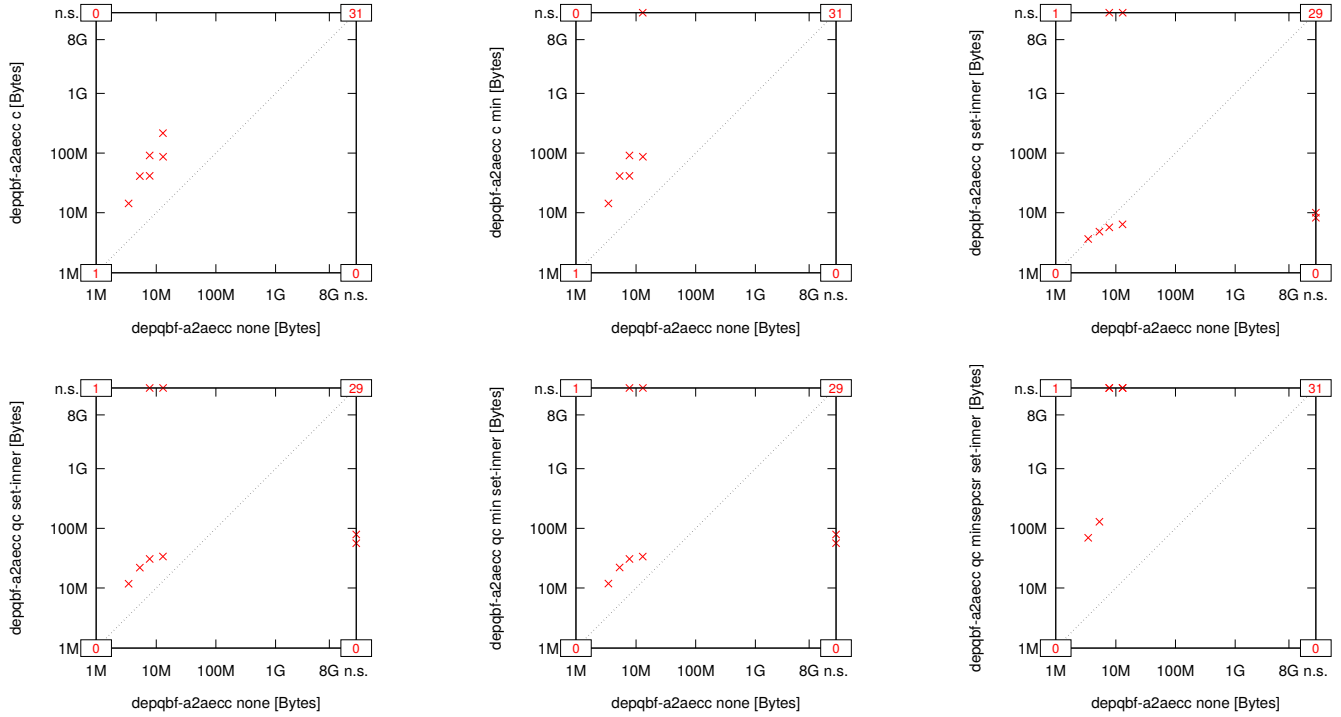 depqbf-a2aecc c [Bytes]
n.s.
8G
1G
100M
10M
1M
0
31
1
0
1M 10M 100M 1G 8G n.s.
depqbf-a2aecc none [Bytes]
depqbf-a2aecc c min [Bytes]
n.s.
8G
1G
100M
10M
1M
0
31
1
0
1M 10M 100M 1G 8G n.s.
depqbf-a2aecc none [Bytes]
depqbf-a2aecc q set-inner [Bytes]
n.s.
8G
1G
100M
10M
1M
1
29
0
0
1M 10M 100M 1G 8G n.s.
depqbf-a2aecc none [Bytes]
depqbf-a2aecc qc set-inner [Bytes]
n.s.
8G
1G
100M
10M
1M
1
29
0
0
1M 10M 100M 1G 8G n.s.
depqbf-a2aecc none [Bytes]
depqbf-a2aecc qc min set-inner [Bytes]
n.s.
8G
1G
100M
10M
1M
1
29
0
0
1M 10M 100M 1G 8G n.s.
depqbf-a2aecc none [Bytes]
depqbf-a2aecc qc minsepcsr set-inner [Bytes]
n.s.
8G
1G
100M
10M
1M
1
31
0
0
1M 10M 100M 1G 8G n.s.
depqbf-a2aecc none [Bytes]